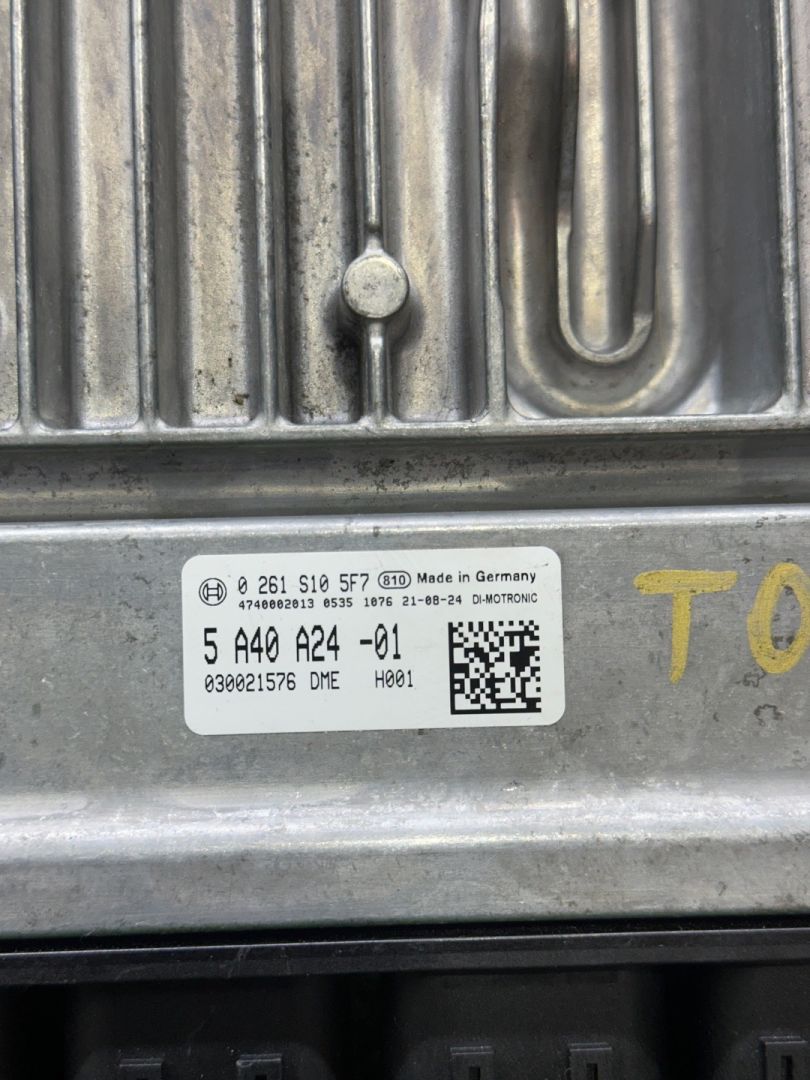 0 261 S10 5F7 810 Made in Germany
4740002013 0535 1076 21-08-24 DI-MOTRONIC
5 A40 A24 -01
030021576 DME H001
TO